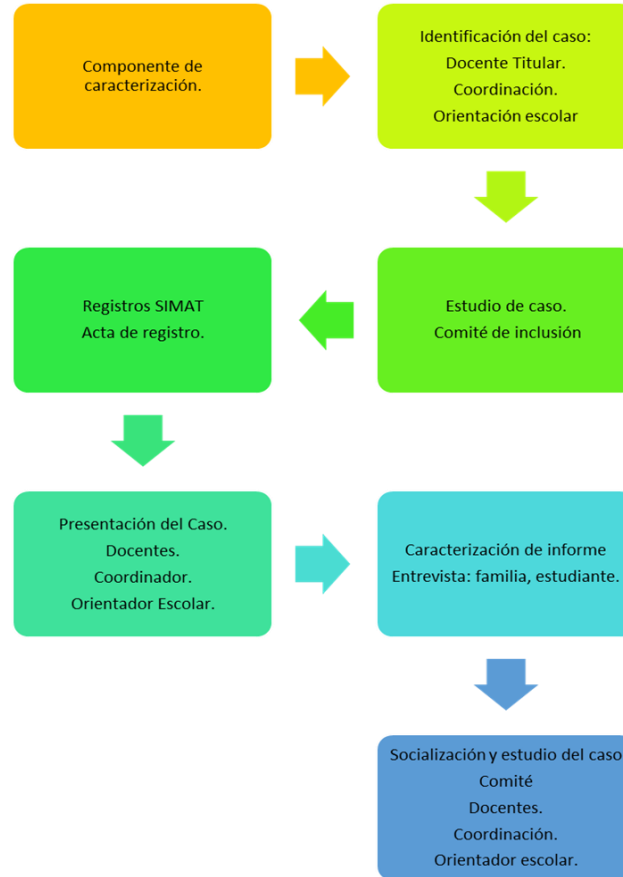 Componente de
caracterización.
Identificación del caso:
Docente Titular.
Coordinación.
Orientación escolar
Estudio de caso.
Comité de inclusión
Registros SIMAT
Acta de registro.
Presentación del Caso.
Docentes.
Coordinador.
Orientador Escolar.
Caracterización de informe
Entrevista: familia, estudiante.
Socialización y estudio del caso
Comité
Docentes.
Coordinación.
Orientador escolar.